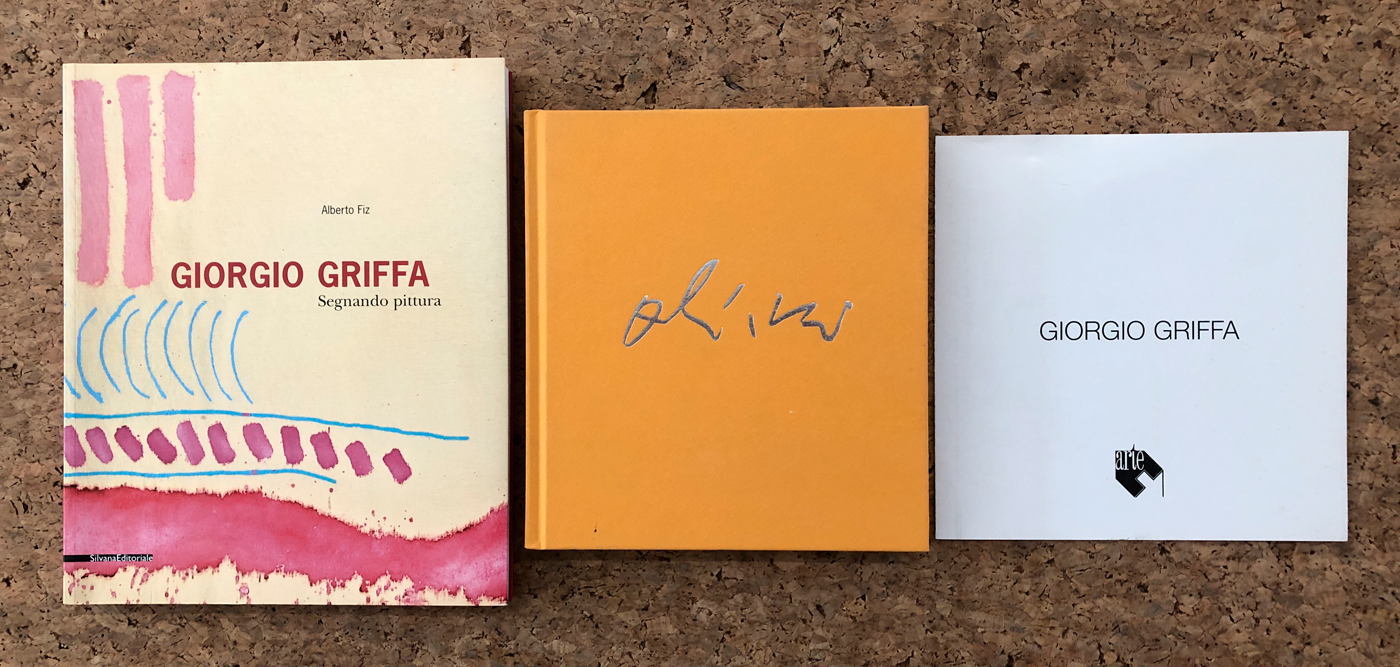 Alberto Fiz
GIORGIO GRIFFA
Segnando pittura
SilvanaEditoriale
GIORGIO GRIFFA
arte